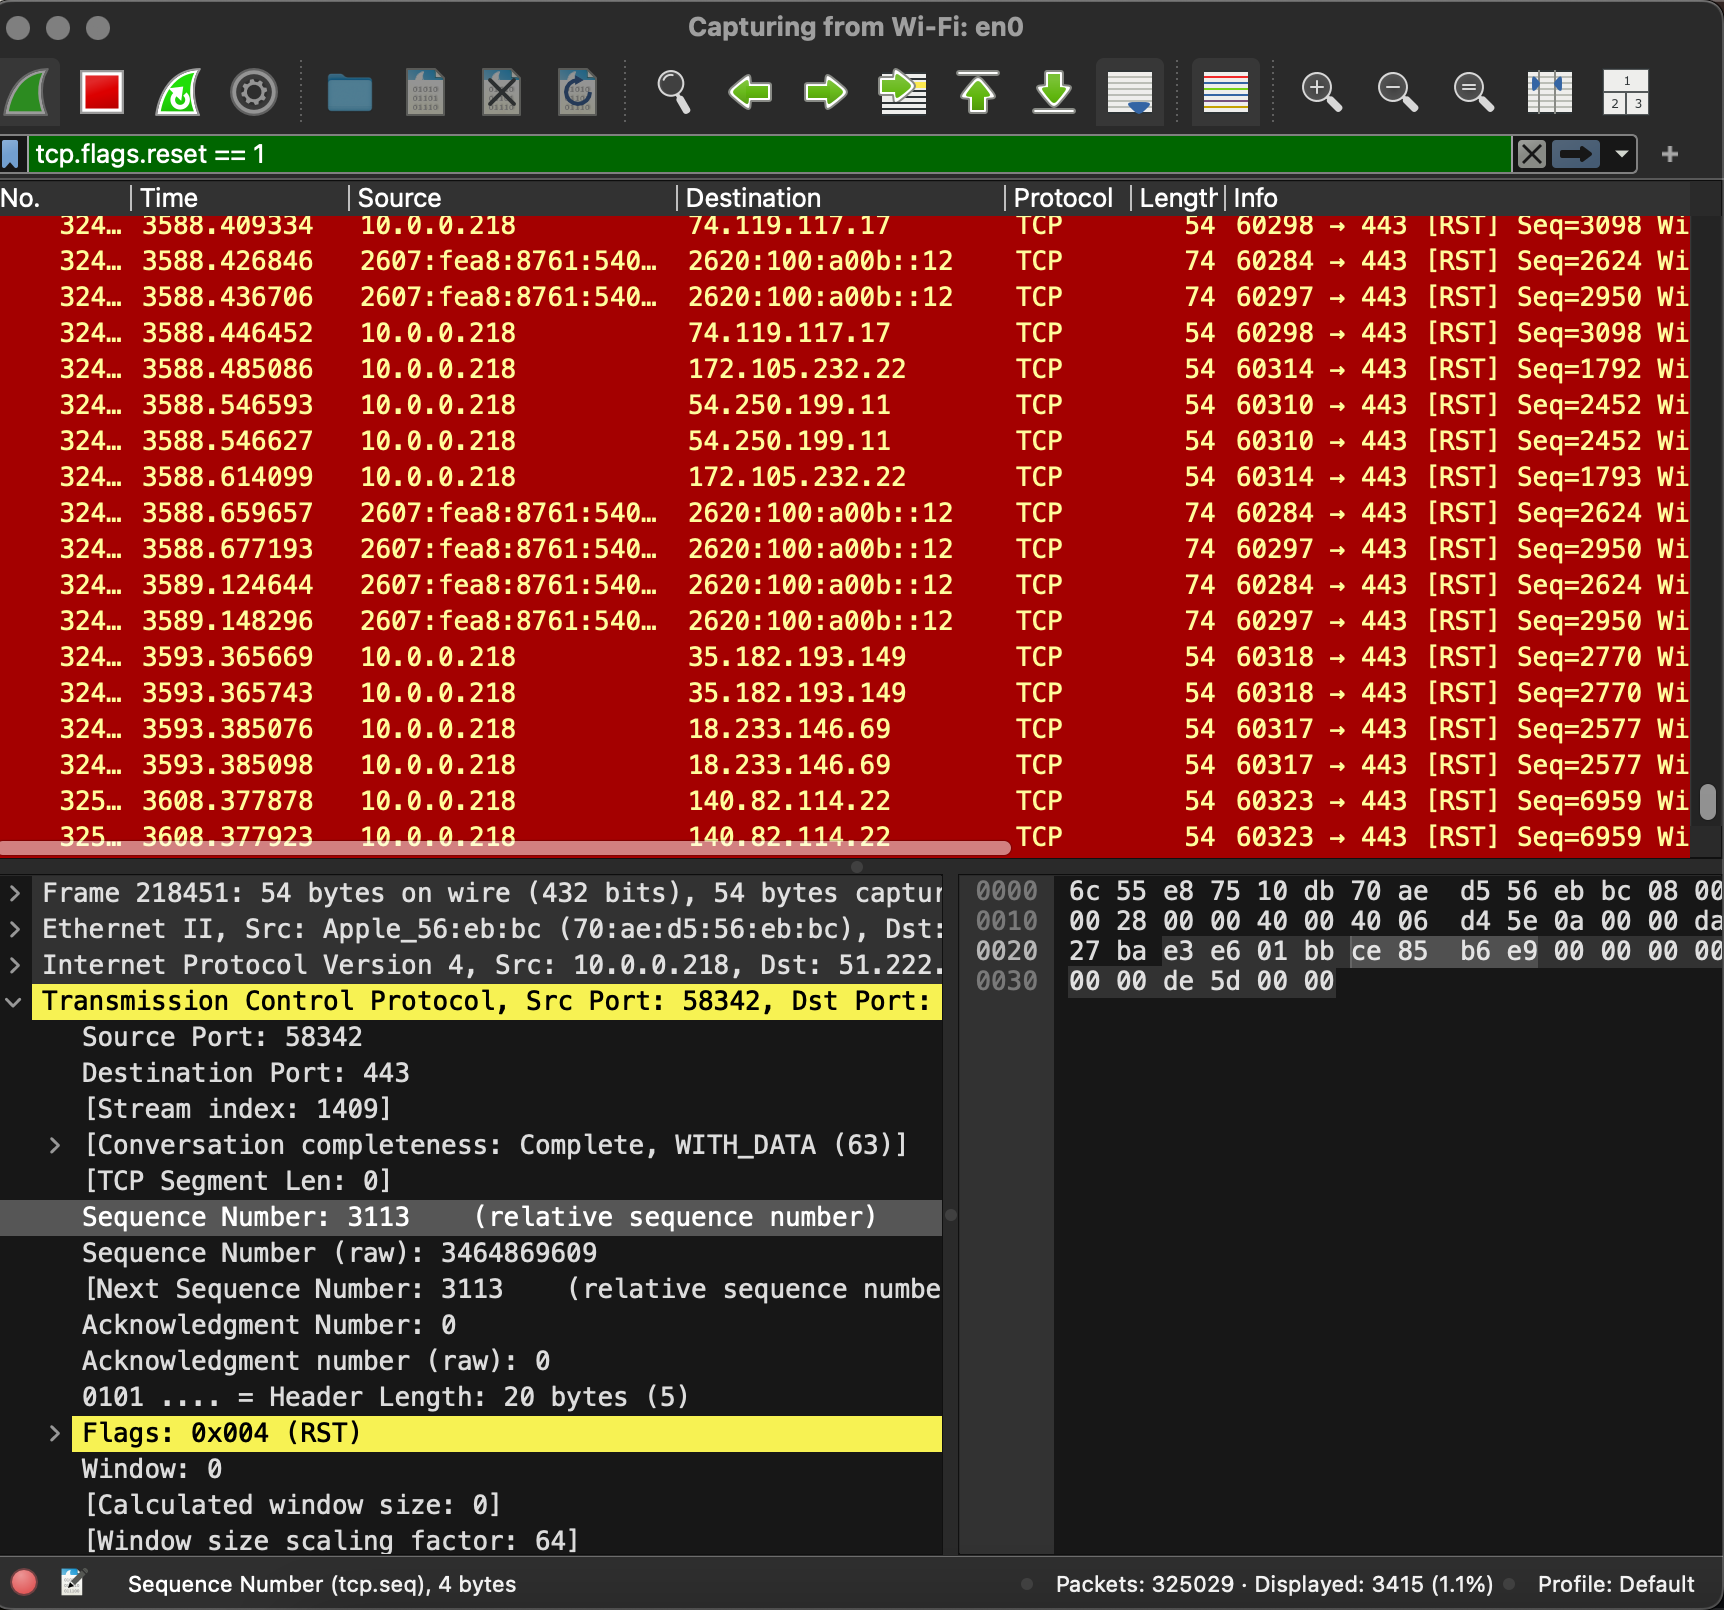 Capturing from Wi-Fi: en0
tcp.flags.reset == 1
No. Time Source Destination Protocol Length Info
324… 3588.409334 10.0.0.218 74.119.117.17 TCP 54 60298 → 443 [RST] Seq=3098 Wi
324… 3588.426846 2607:fea8:8761:540… 2620:100:a00b::12 TCP 74 60284 → 443 [RST] Seq=2624 Wi
324… 3588.436706 2607:fea8:8761:540… 2620:100:a00b::12 TCP 74 60297 → 443 [RST] Seq=2950 Wi
324… 3588.446452 10.0.0.218 74.119.117.17 TCP 54 60298 → 443 [RST] Seq=3098 Wi
324… 3588.485086 10.0.0.218 172.105.232.22 TCP 54 60314 → 443 [RST] Seq=1792 Wi
324… 3588.546593 10.0.0.218 54.250.199.11 TCP 54 60310 → 443 [RST] Seq=2452 Wi
324… 3588.546627 10.0.0.218 54.250.199.11 TCP 54 60310 → 443 [RST] Seq=2452 Wi
324… 3588.614099 10.0.0.218 172.105.232.22 TCP 54 60314 → 443 [RST] Seq=1793 Wi
324… 3588.659657 2607:fea8:8761:540… 2620:100:a00b::12 TCP 74 60284 → 443 [RST] Seq=2624 Wi
324… 3588.677193 2607:fea8:8761:540… 2620:100:a00b::12 TCP 74 60297 → 443 [RST] Seq=2950 Wi
324… 3589.124644 2607:fea8:8761:540… 2620:100:a00b::12 TCP 74 60284 → 443 [RST] Seq=2624 Wi
324… 3589.148296 2607:fea8:8761:540… 2620:100:a00b::12 TCP 74 60297 → 443 [RST] Seq=2950 Wi
324… 3593.365669 10.0.0.218 35.182.193.149 TCP 54 60318 → 443 [RST] Seq=2770 Wi
324… 3593.365743 10.0.0.218 35.182.193.149 TCP 54 60318 → 443 [RST] Seq=2770 Wi
324… 3593.385076 10.0.0.218 18.233.146.69 TCP 54 60317 → 443 [RST] Seq=2577 Wi
324… 3593.385098 10.0.0.218 18.233.146.69 TCP 54 60317 → 443 [RST] Seq=2577 Wi
325… 3608.377878 10.0.0.218 140.82.114.22 TCP 54 60323 → 443 [RST] Seq=6959 Wi
325… 3608.377923 10.0.0.218 140.82.114.22 TCP 54 60323 → 443 [RST] Seq=6959 Wi
Frame 218451: 54 bytes on wire (432 bits), 54 bytes captur
Ethernet II, Src: Apple_56:eb:bc (70:ae:d5:56:eb:bc), Dst:
Internet Protocol Version 4, Src: 10.0.0.218, Dst: 51.222.
Transmission Control Protocol, Src Port: 58342, Dst Port:
Source Port: 58342
Destination Port: 443
[Stream index: 1409]
[Conversation completeness: Complete, WITH_DATA (63)]
[TCP Segment Len: 0]
Sequence Number: 3113    (relative sequence number)
Sequence Number (raw): 3464869609
[Next Sequence Number: 3113    (relative sequence numbe
Acknowledgment Number: 0
Acknowledgment number (raw): 0
0101 .... = Header Length: 20 bytes (5)
Flags: 0x004 (RST)
Window: 0
[Calculated window size: 0]
[Window size scaling factor: 64]
0000 6c 55 e8 75 10 db 70 ae d5 56 eb bc 08 00
0010 00 28 00 00 40 00 40 06 d4 5e 0a 00 00 da
0020 27 ba e3 e6 01 bb ce 85 b6 e9 00 00 00 00
0030 00 00 de 5d 00 00
Sequence Number (tcp.seq), 4 bytes
Packets: 325029 · Displayed: 3415 (1.1%)
Profile: Default